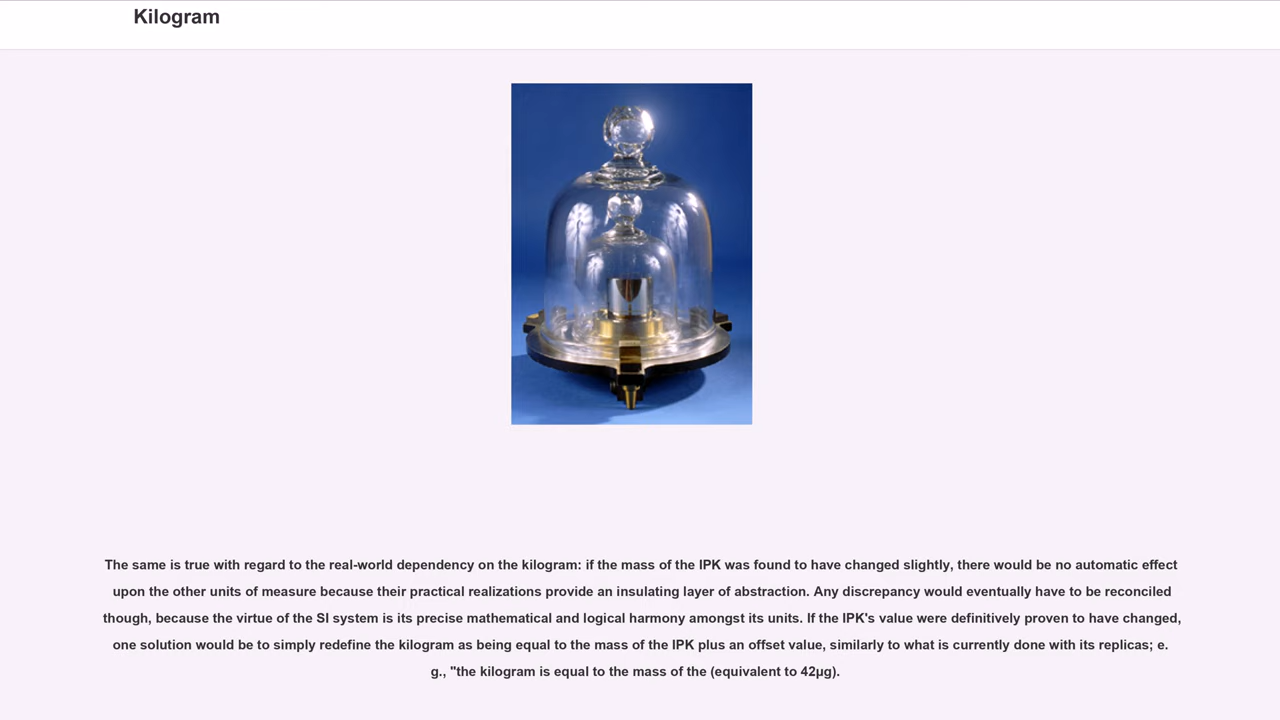 Kilogram
The same is true with regard to the real-world dependency on the kilogram: if the mass of the IPK was found to have changed slightly, there would be no automatic effect
upon the other units of measure because their practical realizations provide an insulating layer of abstraction. Any discrepancy would eventually have to be reconciled
though, because the virtue of the SI system is its precise mathematical and logical harmony amongst its units. If the IPK's value were definitively proven to have changed,
one solution would be to simply redefine the kilogram as being equal to the mass of the IPK plus an offset value, similarly to what is currently done with its replicas; e.
g., "the kilogram is equal to the mass of the (equivalent to 42µg).